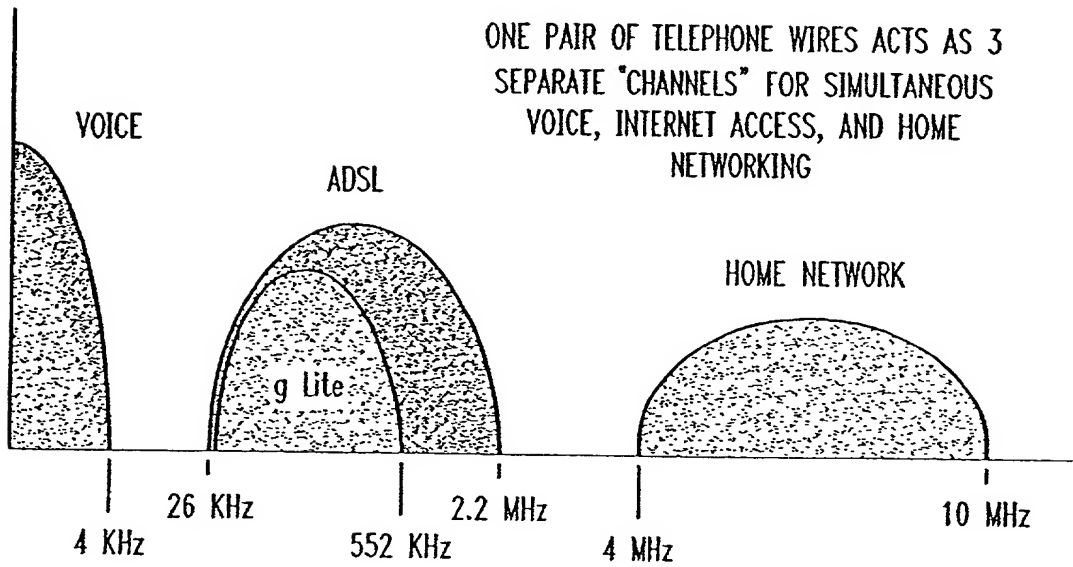 ONE PAIR OF TELEPHONE WIRES ACTS AS 3
SEPARATE "CHANNELS" FOR SIMULTANEOUS
VOICE, INTERNET ACCESS, AND HOME
NETWORKING
VOICE
ADSL
HOME NETWORK
g Lite
26 KHz
2.2 MHz
10 MHz
4 KHz
552 KHz
4 MHz